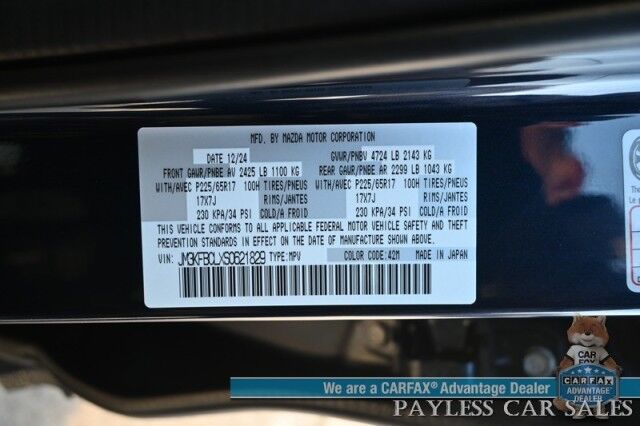 MFD. BY MAZDA MOTOR CORPORATION
DATE 12/24 GVWR/PNBV 4724 LB 2143 KG
FRONT GAWR/PNBE AV 2425 LB 1100 KG REAR GAWR/PNBE AR 2299 LB 1043 KG
WITH/AVEC P225/65R17 100H TIRES/PNEUS WITH/AVEC P225/65R17 100H TIRES/PNEUS
17X7J RIMS/JANTES 17X7J RIMS/JANTES
230 KPA/34 PSI COLD/A FROID 230 KPA/34 PSI COLD/A FROID
THIS VEHICLE CONFORMS TO ALL APPLICABLE FEDERAL MOTOR VEHICLE SAFETY AND THEFT
PREVENTION STANDARDS IN EFFECT ON THE DATE OF MANUFACTURE SHOWN ABOVE.
VIN: JM3KFBCLXS0621829 TYPE: MPV COLOR CODE: 42M MADE IN JAPAN
We are a CARFAX® Advantage Dealer
PAYLESS CAR SALES
CAR
FOX
CARFAX
ADVANTAGE
DEALER